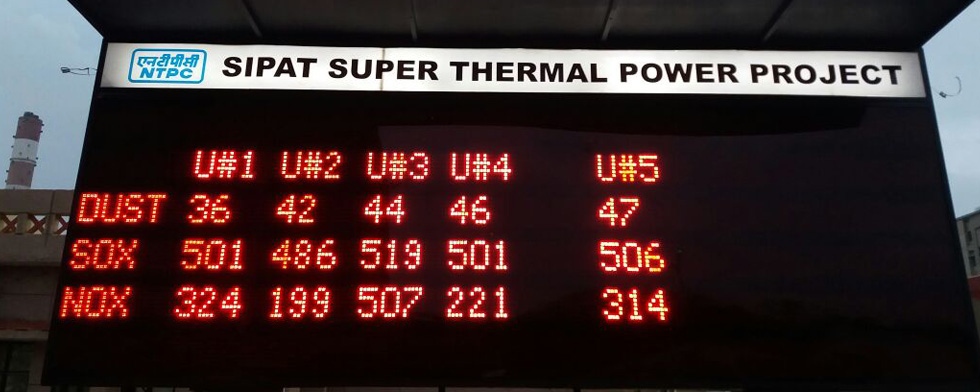 एनटीपीसी
NTPC
SIPAT SUPER THERMAL POWER PROJECT
U#1 U#2 U#3 U#4 U#5
DUST 36 42 44 46 47
SOX 501 486 519 501 506
NOX 324 199 507 221 314